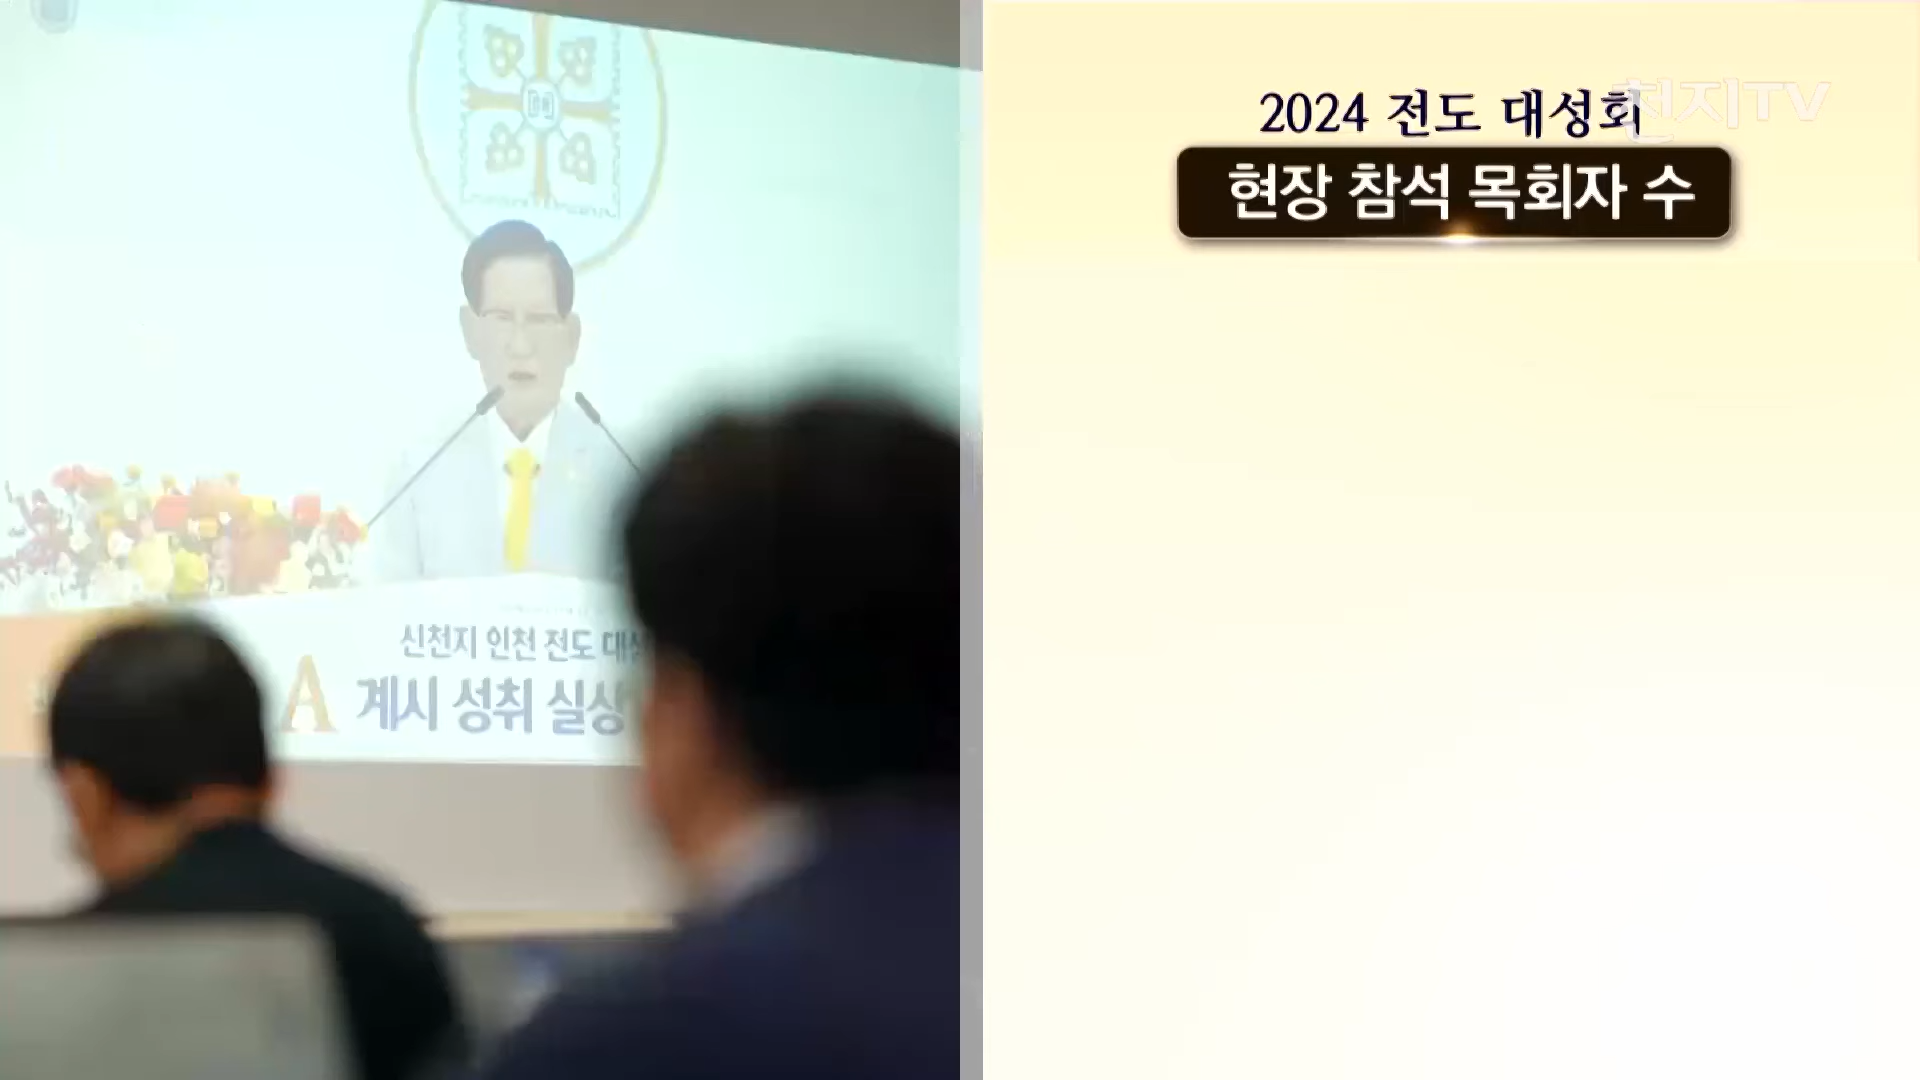 신천지 인천 전도 대성
A 계시 성취 실상
천지TV
2024 전도 대성회
현장 참석 목회자 수